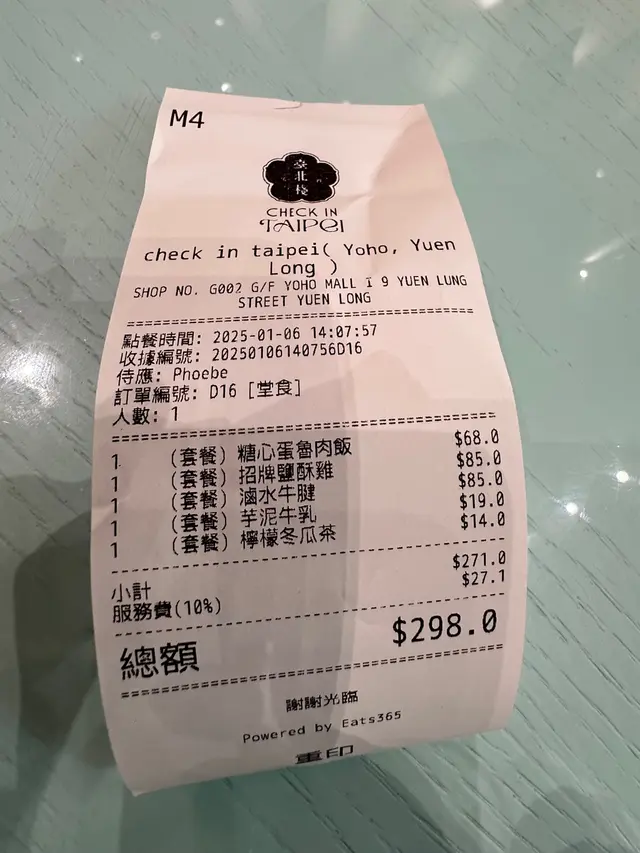 M4
臺
北
棧
CHECK IN
TAIPEI
check in taipei( Yoho, Yuen
Long )
SHOP NO. G002 G/F YOHO MALL I 9 YUEN LUNG
STREET YUEN LONG
點餐時間: 2025-01-06 14:07:57
收據編號: 20250106140756D16
侍應: Phoebe
訂單編號: D16 [堂食]
人數: 1
1 (套餐) 糖心蛋魯肉飯 $68.0
1 (套餐) 招牌鹽酥雞 $85.0
1 (套餐) 滷水牛腱 $85.0
1 (套餐) 芋泥牛乳 $19.0
1 (套餐) 檸檬冬瓜茶 $14.0
小計 $271.0
服務費(10%) $27.1
總額 $298.0
謝謝光臨
Powered by Eats365
重印